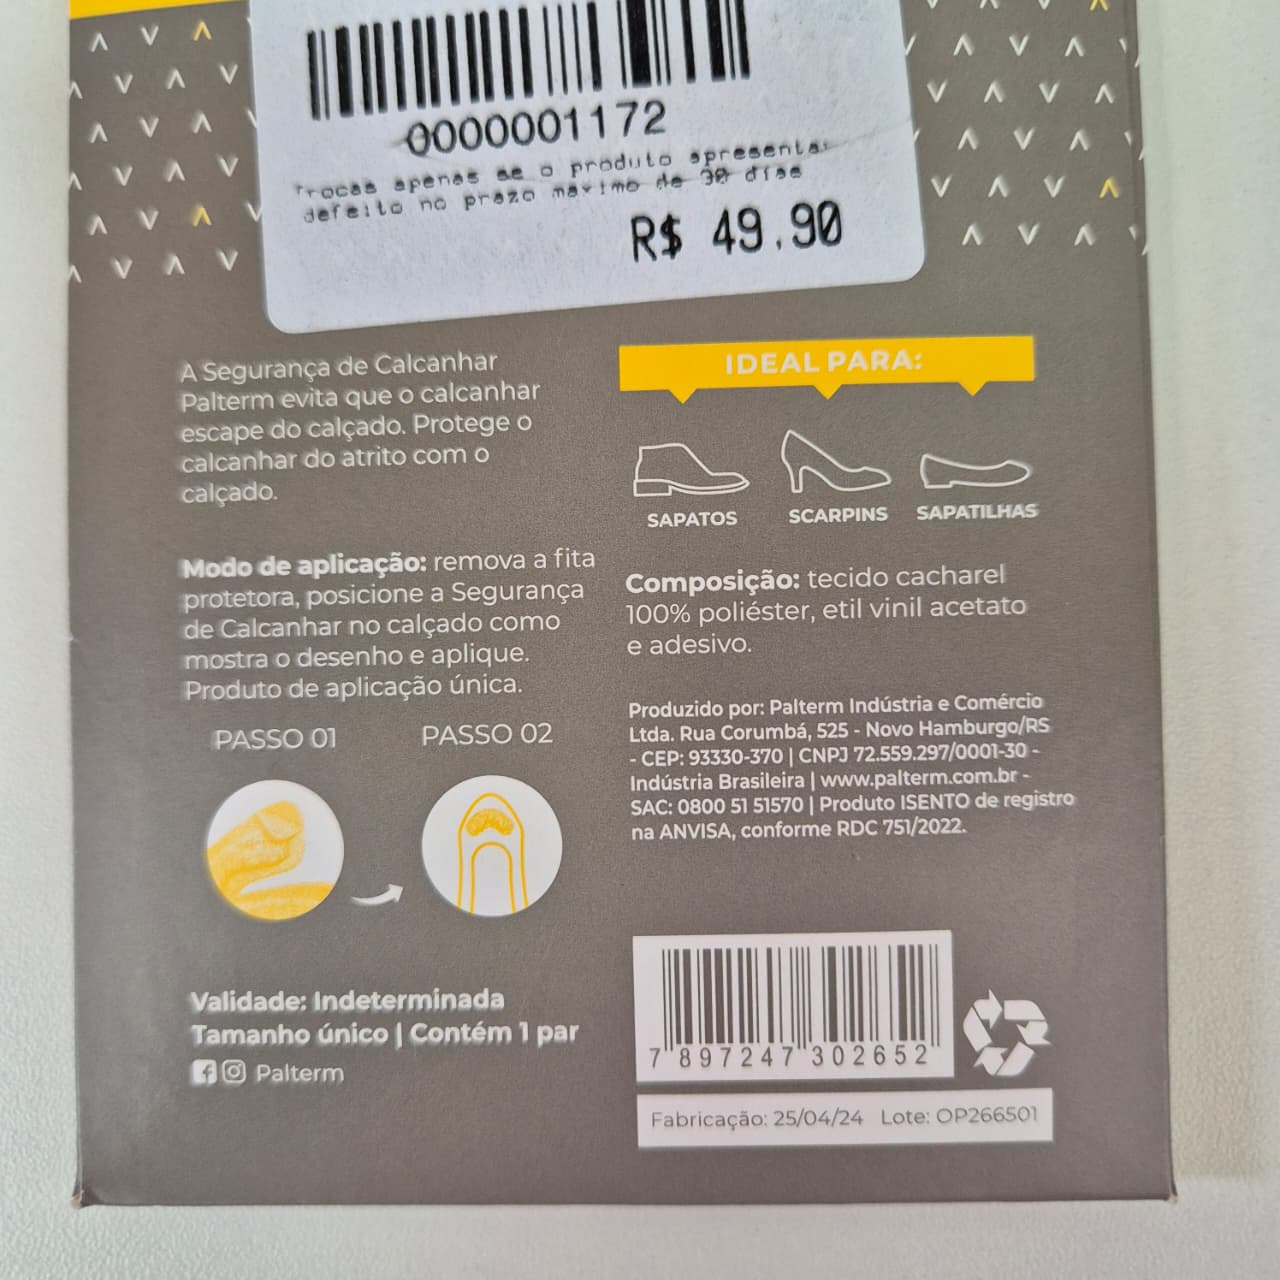 0000001172
Trocas apenas se o produto apresentar
defeito no prazo maximo de 30 dias
R$ 49.90
A Segurança de Calcanhar
Palterm evita que o calcanhar
escape do calçado. Protege o
calcanhar do atrito com o
calçado.
Modo de aplicação: remova a fita
protetora, posicione a Segurança
de Calcanhar no calçado como
mostra o desenho e aplique.
Produto de aplicação única.
PASSO 01 PASSO 02
Validade: Indeterminada
Tamanho único | Contém 1 par
Palterm
IDEAL PARA:
SAPATOS SCARPINS SAPATILHAS
Composição: tecido cacharel
100% poliéster, etil vinil acetato
e adesivo.
Produzido por: Palterm Indústria e Comércio
Ltda. Rua Corumbá, 525 - Novo Hamburgo/RS
- CEP: 93330-370 | CNPJ 72.559.297/0001-30 -
Indústria Brasileira | www.palterm.com.br -
SAC: 0800 51 51570 | Produto ISENTO de registro
na ANVISA, conforme RDC 751/2022.
7 897247 302652
Fabricação: 25/04/24 Lote: OP266501